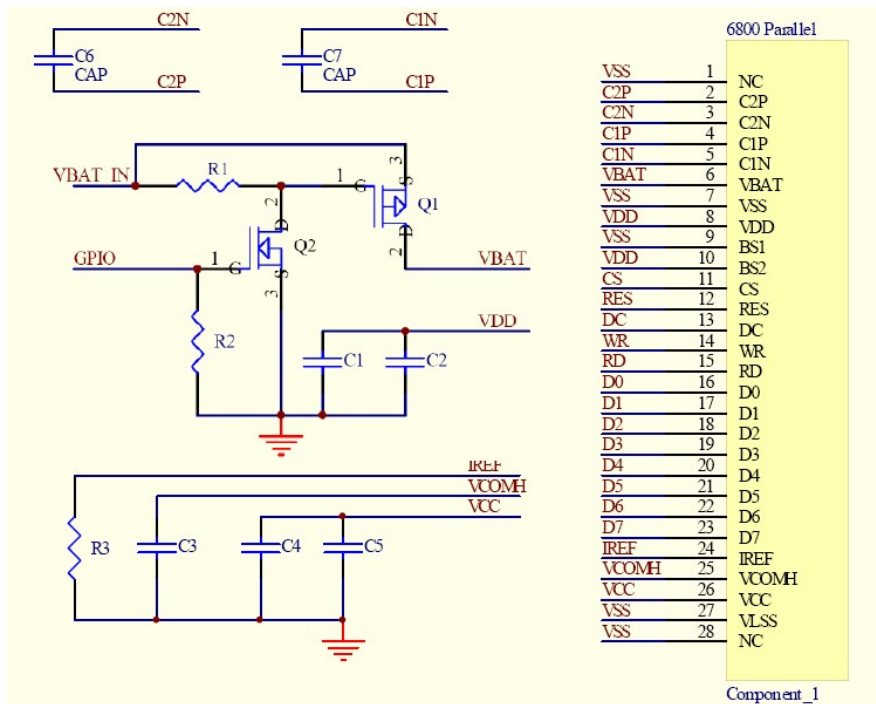 C2N
C6
CAP
C2P
C1N
C7
CAP
C1P
VBAT_IN
R1
1
G
3
S
Q1
D
2
VBAT
2
D
Q2
GPIO
1
G
S
3
R2
VDD
C1
C2
IREF
VCOMH
VCC
R3
C3
C4
C5
6800 Parallel
VSS 1 NC
C2P 2 C2P
C2N 3 C2N
C1P 4 C1P
C1N 5 C1N
VBAT 6 VBAT
VSS 7 VSS
VDD 8 VDD
VSS 9 BS1
VDD 10 BS2
CS 11 CS
RES 12 RES
DC 13 DC
WR 14 WR
RD 15 RD
D0 16 D0
D1 17 D1
D2 18 D2
D3 19 D3
D4 20 D4
D5 21 D5
D6 22 D6
D7 23 D7
IREF 24 IREF
VCOMH 25 VCOMH
VCC 26 VCC
VSS 27 VLSS
VSS 28 NC
Component_1